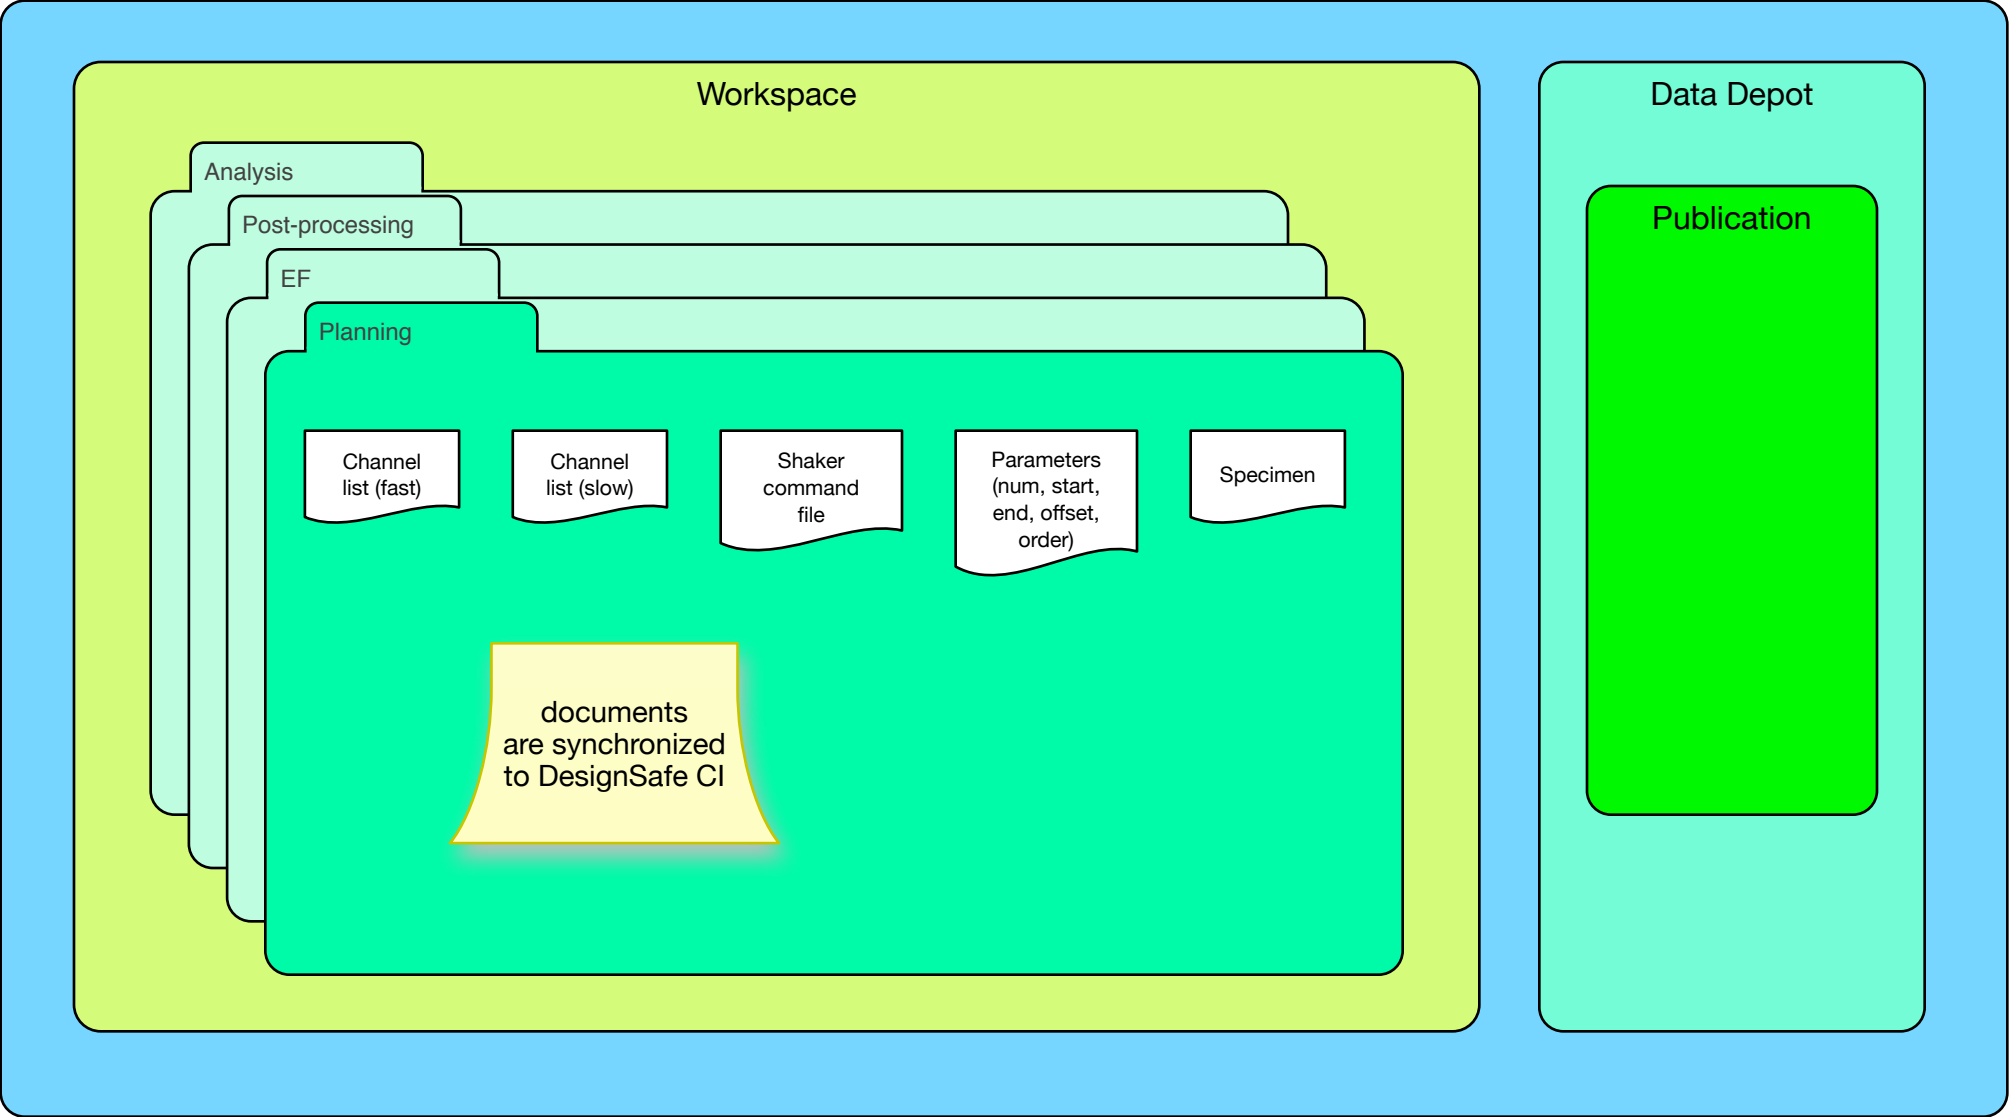 Workspace
Data Depot
Analysis
Publication
Post-processing
EF
Planning
Channel
list (fast)
Channel
list (slow)
Shaker
command
file
Parameters
(num, start,
end, offset,
order)
Specimen
documents
are synchronized
to DesignSafe CI